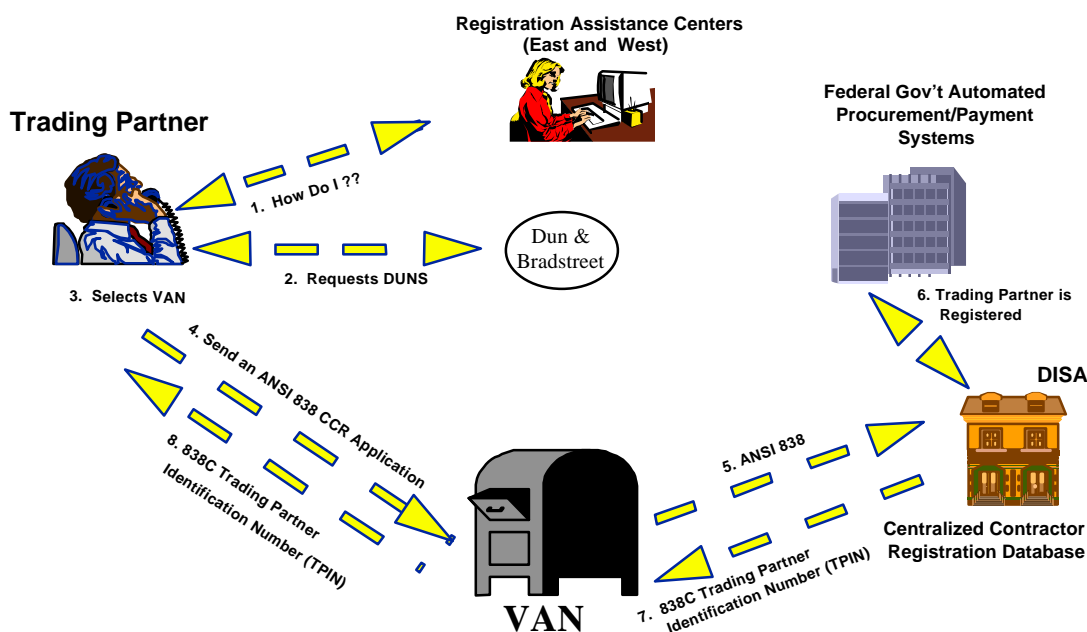 Registration Assistance Centers
(East and West)
Federal Gov't Automated
Procurement/Payment
Systems
Trading Partner
1. How Do I ??
Dun &
Bradstreet
2. Requests DUNS
3. Selects VAN
6. Trading Partner is
Registered
4. Send an ANSI 838 CCR Application
DISA
8. 838C Trading Partner
Identification Number (TPIN)
5. ANSI 838
Centralized Contractor
Registration Database
7. 838C Trading Partner
Identification Number (TPIN)
VAN